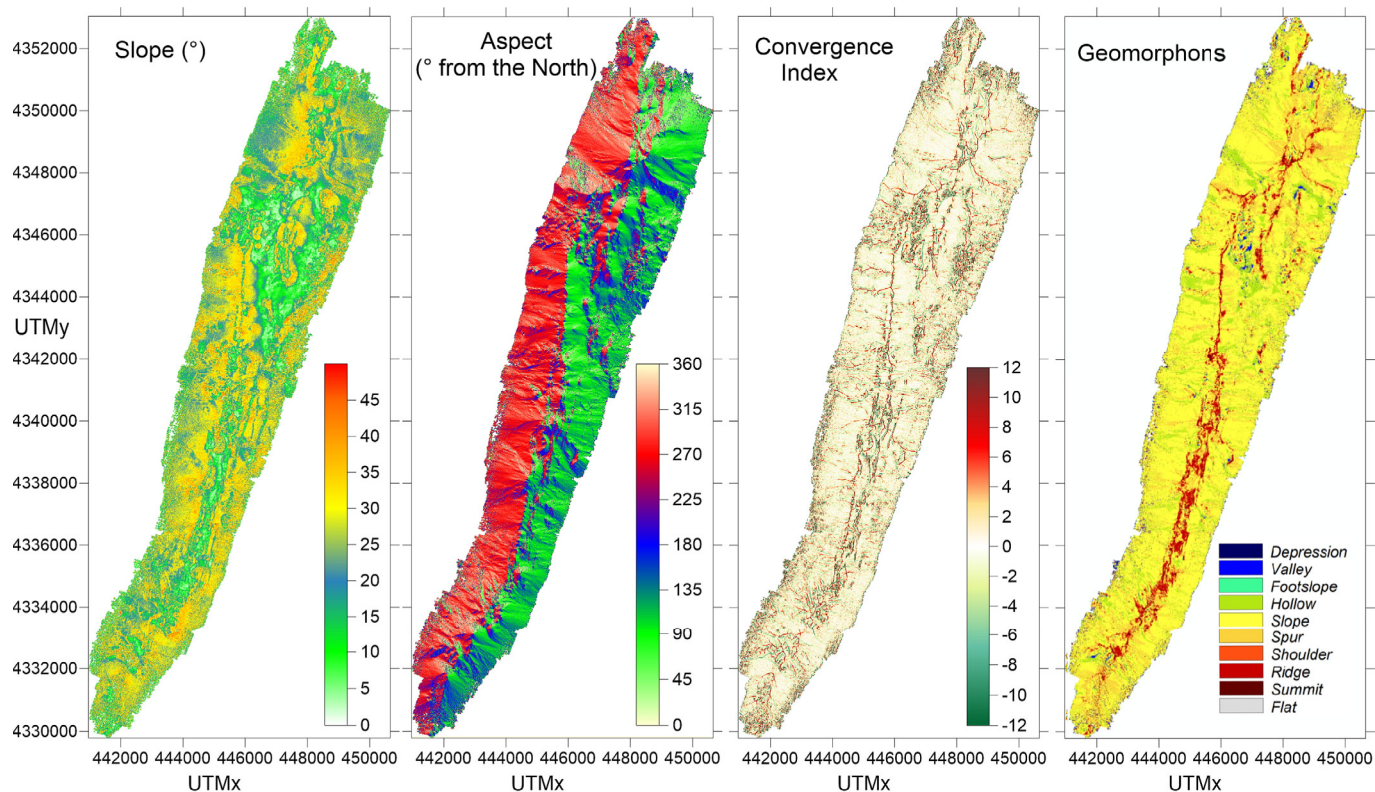 Slope (°)
Aspect
(° from the North)
Convergence
Index
Geomorphons
4352000
4350000
4348000
4346000
4344000
UTMy
4342000
4340000
4338000
4336000
4334000
4332000
4330000
45
40
35
30
25
20
15
10
5
0
360
315
270
225
180
135
90
45
0
12
10
8
6
4
2
0
-2
-4
-6
-8
-10
-12
Depression
Valley
Footslope
Hollow
Slope
Spur
Shoulder
Ridge
Summit
Flat
442000 444000 446000 448000 450000
442000 444000 446000 448000 450000
442000 444000 446000 448000 450000
442000 444000 446000 448000 450000
UTMx
UTMx
UTMx
UTMx